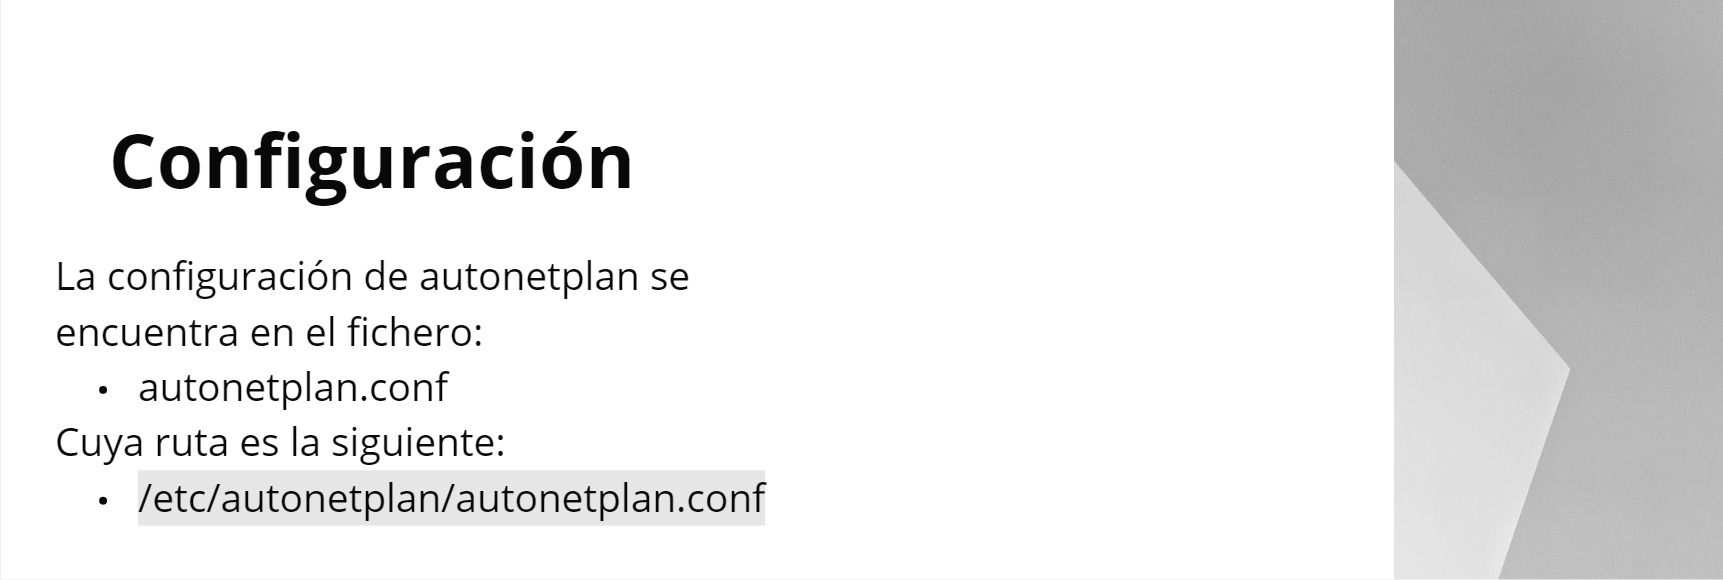 Configuración
La configuración de autonetplan se
encuentra en el fichero:
• autonetplan.conf
Cuya ruta es la siguiente:
• /etc/autonetplan/autonetplan.conf